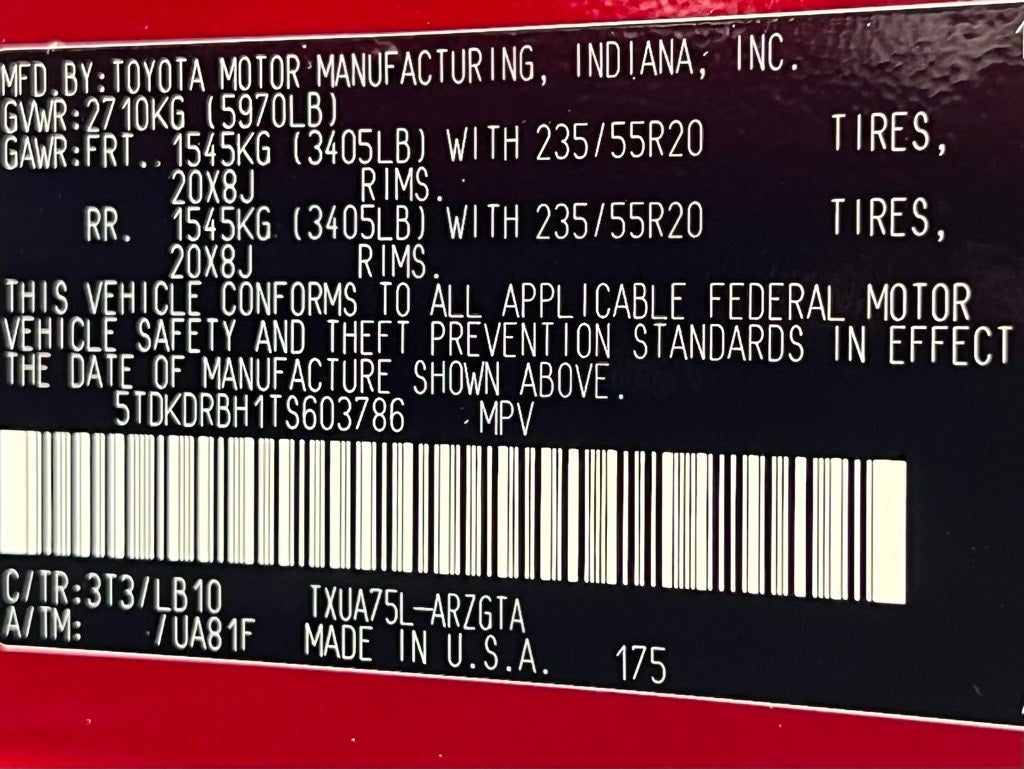 MFD.BY:TOYOTA MOTOR MANUFACTURING, INDIANA, INC.
GVWR:2710KG (5970LB)
GAWR:FRT. 1545KG (3405LB) WITH 235/55R20 TIRES,
20X8J RIMS.
RR. 1545KG (3405LB) WITH 235/55R20 TIRES,
20X8J RIMS.
THIS VEHICLE CONFORMS TO ALL APPLICABLE FEDERAL MOTOR
VEHICLE SAFETY AND THEFT PREVENTION STANDARDS IN EFFECT
THE DATE OF MANUFACTURE SHOWN ABOVE.
5TDKDRBH1TS603786 MPV
C/TR:3T3/LB10 TXUA75L-ARZGTA
A/TM: /UA81F MADE IN U.S.A. 175